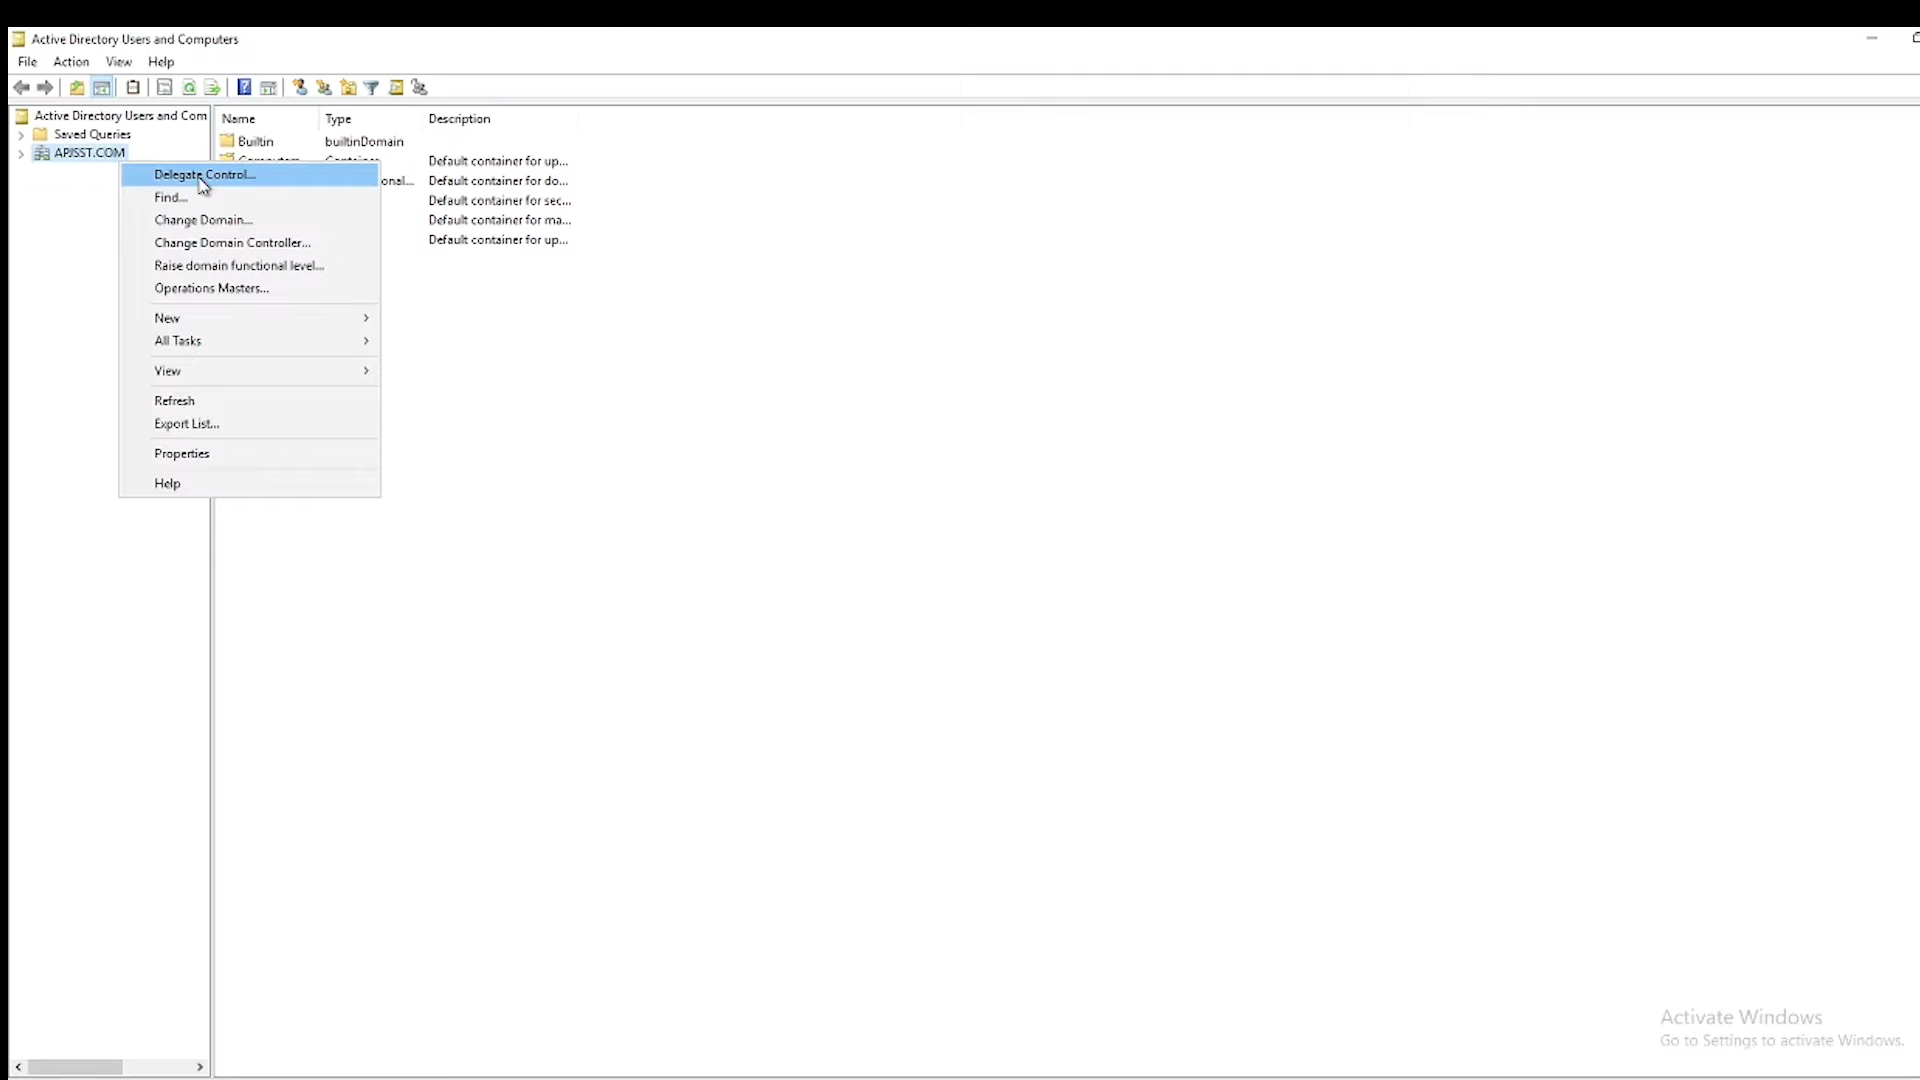 Active Directory Users and Computers
File Action View Help
Active Directory Users and Com
Saved Queries
APJSST.COM
Name Type Description
Builtin builtinDomain
Default container for up...
onal... Default container for do...
Default container for sec...
Default container for ma...
Default container for up...
Delegate Control...
Find...
Change Domain...
Change Domain Controller...
Raise domain functional level...
Operations Masters...
New
All Tasks
View
Refresh
Export List...
Properties
Help
Activate Windows
Go to Settings to activate Windows.